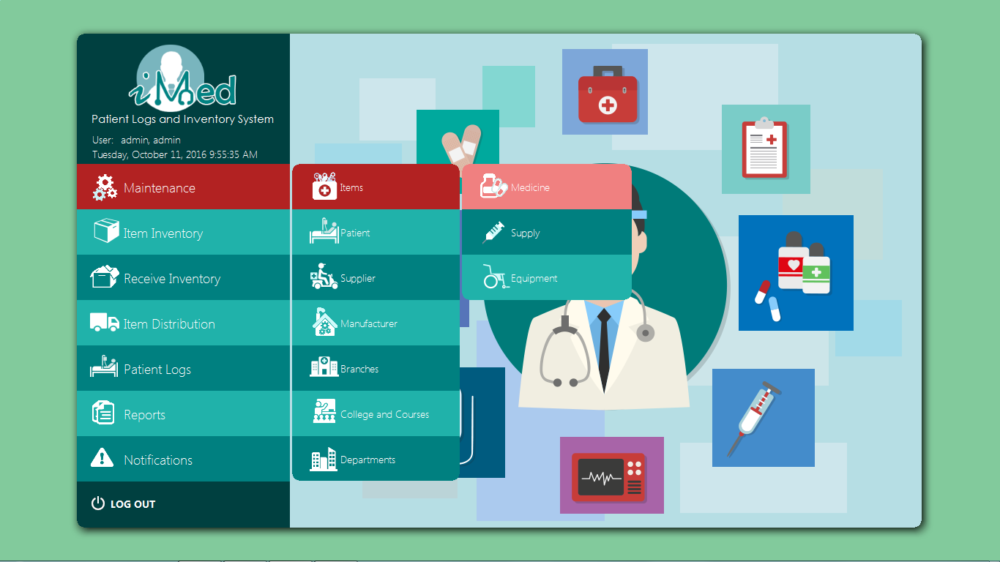 iMed
Patient Logs and Inventory System
User: admin, admin
Tuesday, October 11, 2016 9:55:35 AM
Maintenance
Item Inventory
Receive Inventory
Item Distribution
Patient Logs
Reports
Notifications
LOG OUT
Items
Patient
Supplier
Manufacturer
Branches
College and Courses
Departments
Medicine
Supply
Equipment